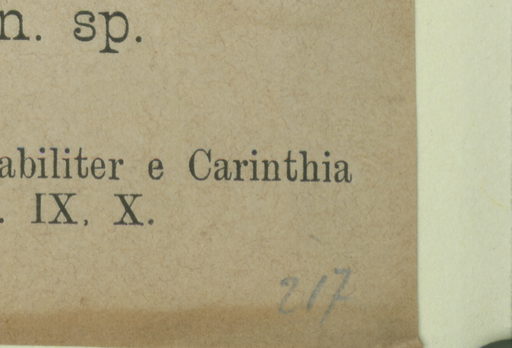 n. sp.
abiliter e Carinthia
. IX, X.
217